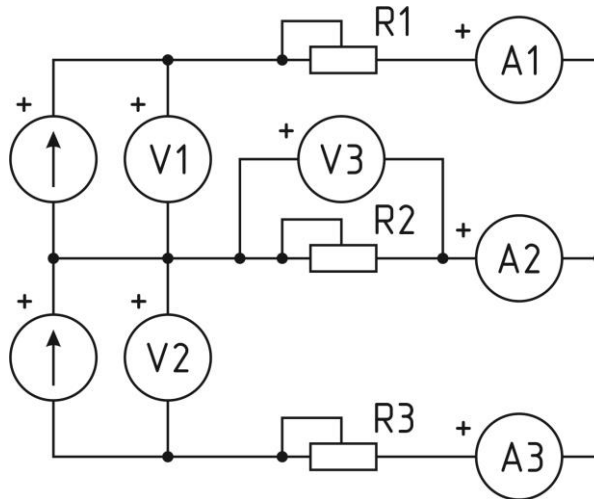 R1
+
A1
+
+
V1
+
V3
R2
+
A2
+
+
V2
R3
+
A3